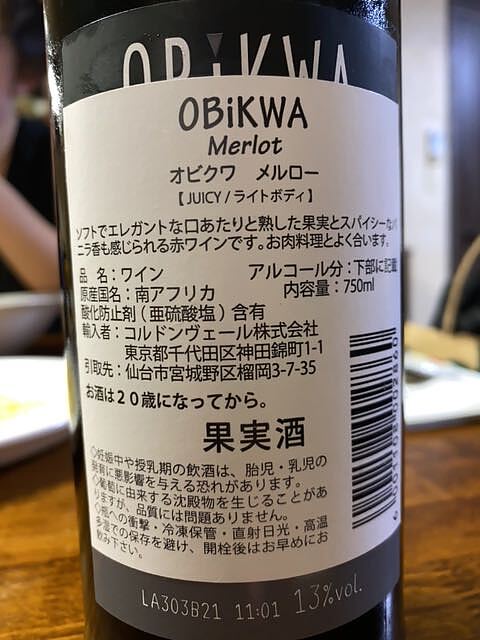 OBiKWA
OBiKWA
Merlot
オビクワ メルロー
【 JUICY / ライトボディ 】
ソフトでエレガントな口あたりと熟した果実とスパイシーなバ
ニラ香も感じられる赤ワインです。お肉料理とよく合います。
品 名：ワイン アルコール分：下部に記載
原産国名：南アフリカ 内容量：750ml
酸化防止剤 ( 亜硫酸塩 ) 含有
輸入者：コルドンヴェール株式会社
東京都千代田区神田錦町1-1
引取先：仙台市宮城野区榴岡3-7-35
お酒は２０歳になってから。
果実酒
◇妊娠中や授乳期の飲酒は、胎児・乳児の
発育に悪影響を与える恐れがあります。
◇葡萄に由来する沈殿物を生じることがあ
りますが、品質には問題ありません。
◇瓶への衝撃・冷凍保管・直射日光・高温
多湿での保存を避け、開栓後はお早めにお
飲み下さい。
6 001108 002860
LA303B21 11:01 13%vol.